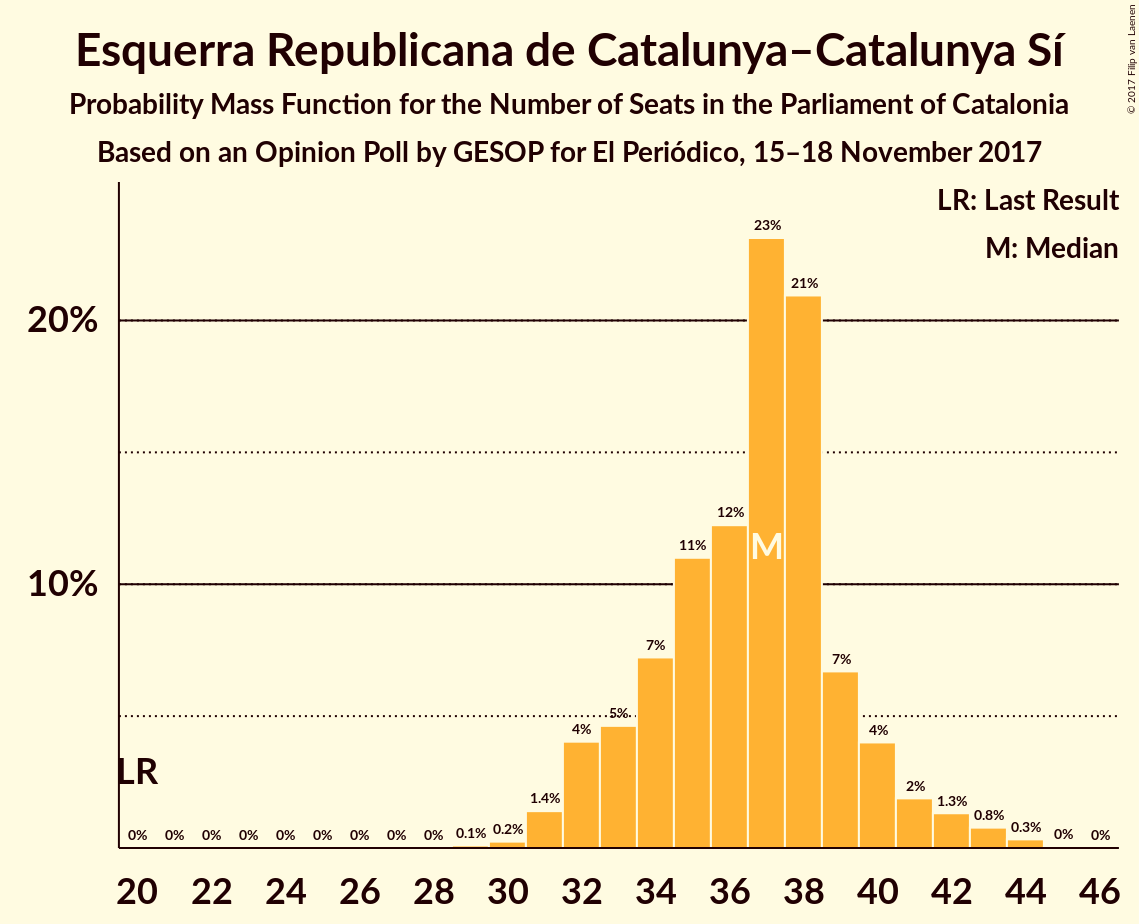 Esquerra Republicana de Catalunya–Catalunya Sí
Probability Mass Function for the Number of Seats in the Parliament of Catalonia
Based on an Opinion Poll by GESOP for El Periódico, 15–18 November 2017
© 2017 Filip van Laenen
LR: Last Result
M: Median
23%
21%
20%
12%
11%
M
10%
7%
7%
5%
4%
4%
LR
2%
1.4%
1.3%
0.8%
0% 0% 0% 0% 0% 0% 0% 0% 0% 0.1% 0.2% 0.3% 0% 0%
20 22 24 26 28 30 32 34 36 38 40 42 44 46